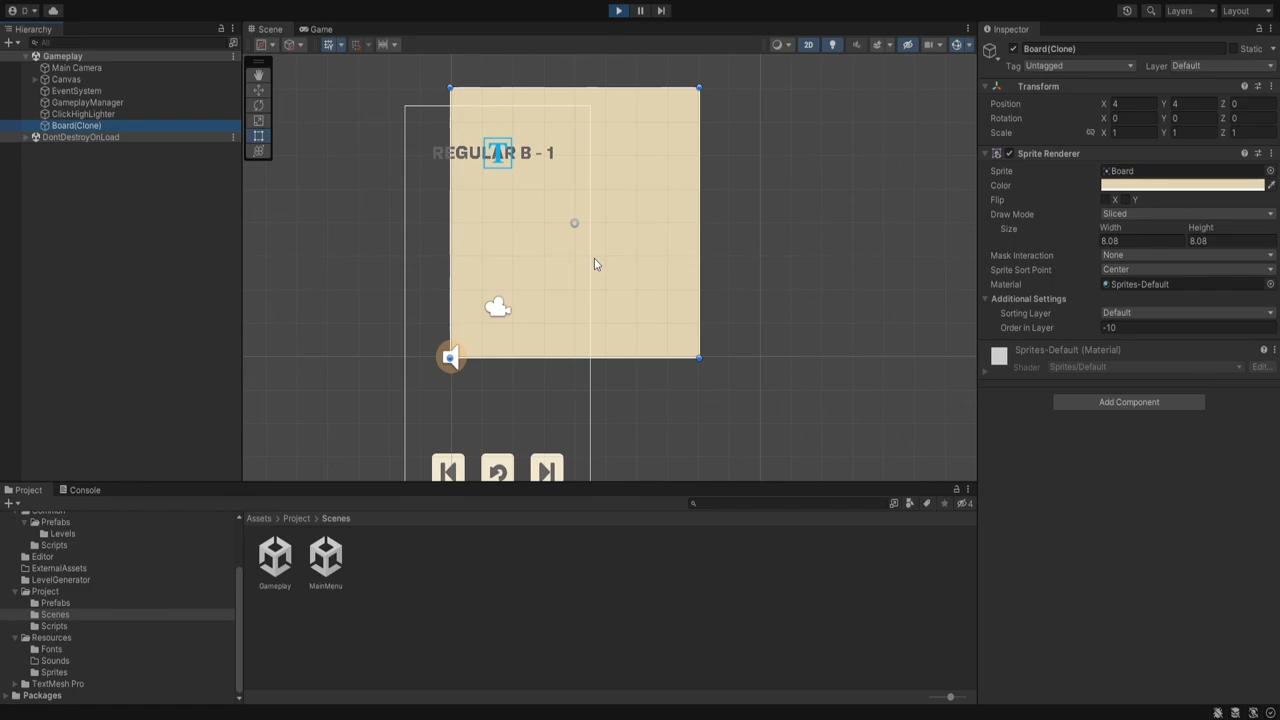 D
Layers
Layout
Hierarchy
All
Gameplay
Main Camera
Canvas
EventSystem
GameplayManager
ClickHighLighter
Board(Clone)
DontDestroyOnLoad
Scene
Game
2D
REGULAR B - 1
T
Inspector
Board(Clone)
Static
Tag Untagged
Layer Default
Transform
Position X 4 Y 4 Z 0
Rotation X 0 Y 0 Z 0
Scale X 1 Y 1 Z 1
Sprite Renderer
Sprite Board
Color
Flip X Y
Draw Mode Sliced
Size Width Height
8.08 8.08
Mask Interaction None
Sprite Sort Point Center
Material Sprites-Default
Additional Settings
Sorting Layer Default
Order in Layer -10
Sprites-Default (Material)
Shader Sprites/Default Edit...
Add Component
Project
Console
4
Prefabs
Levels
Scripts
Editor
ExternalAssets
LevelGenerator
Project
Prefabs
Scenes
Scripts
Resources
Fonts
Sounds
Sprites
TextMesh Pro
Packages
Assets > Project > Scenes
Gameplay
MainMenu